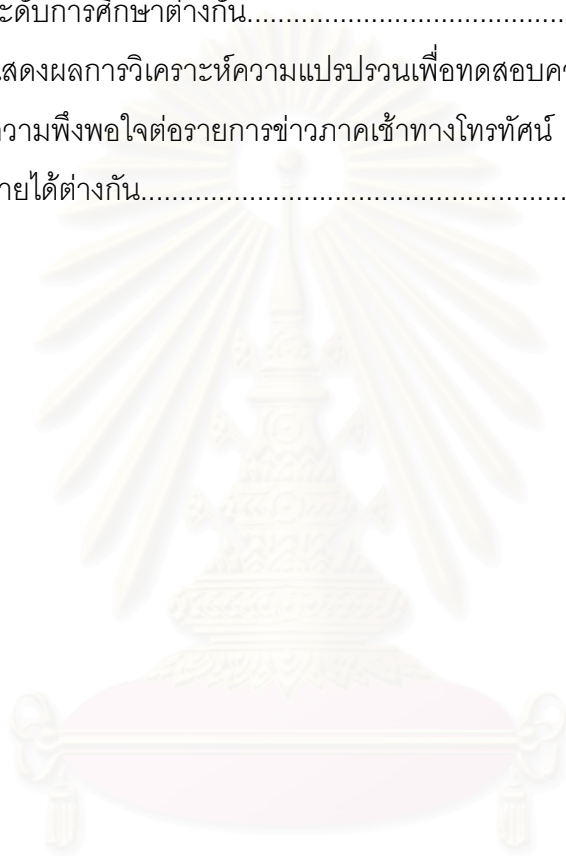 ะดับการศึกษาต่างกัน......................................................
สดงผลการวิเคราะห์ความแปรปรวนเพื่อทดสอบคว
วามพึงพอใจต่อรายการข่าวภาคเช้าทางโทรทัศน์
ายได้ต่างกัน......................................................